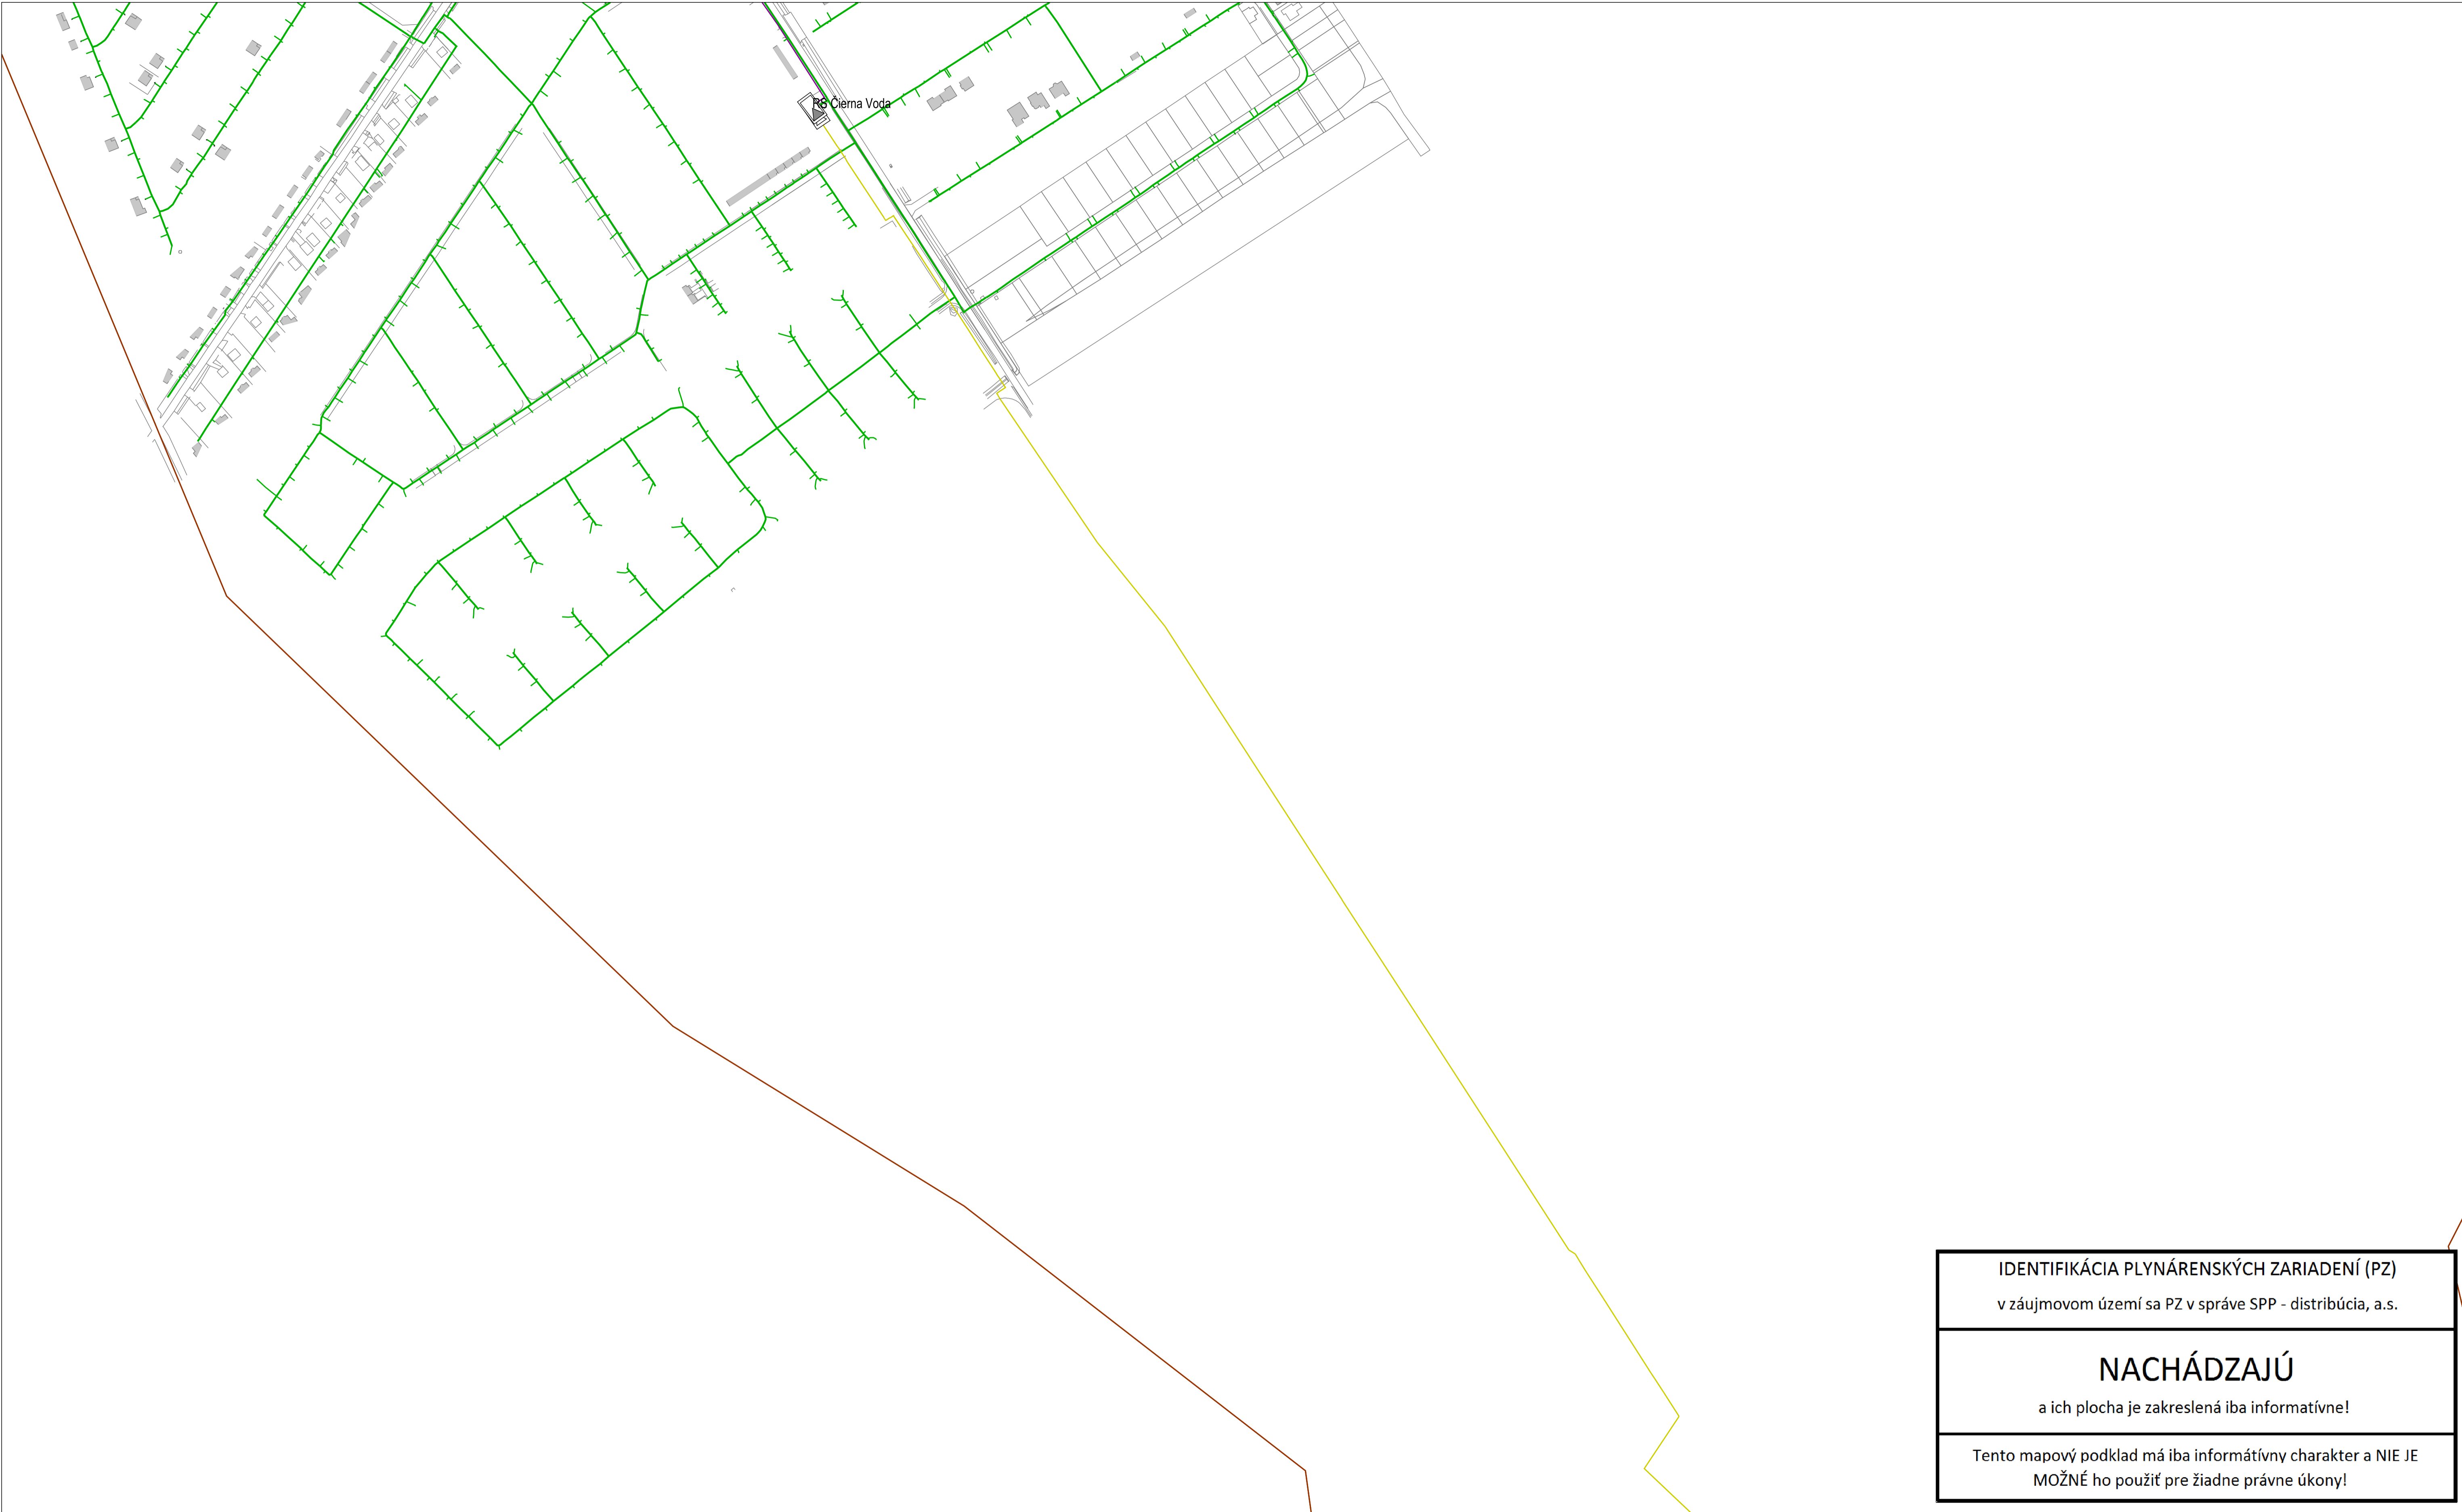 RS Čierna Voda
IDENTIFIKÁCIA PLYNÁRENSKÝCH ZARIADENÍ (PZ)
v záujmovom území sa PZ v správe SPP - distribúcia, a.s.
NACHÁDZAJÚ
a ich plocha je zakreslená iba informatívne!
Tento mapový podklad má iba informátívny charakter a NIE JE
MOŽNÉ ho použiť pre žiadne právne úkony!